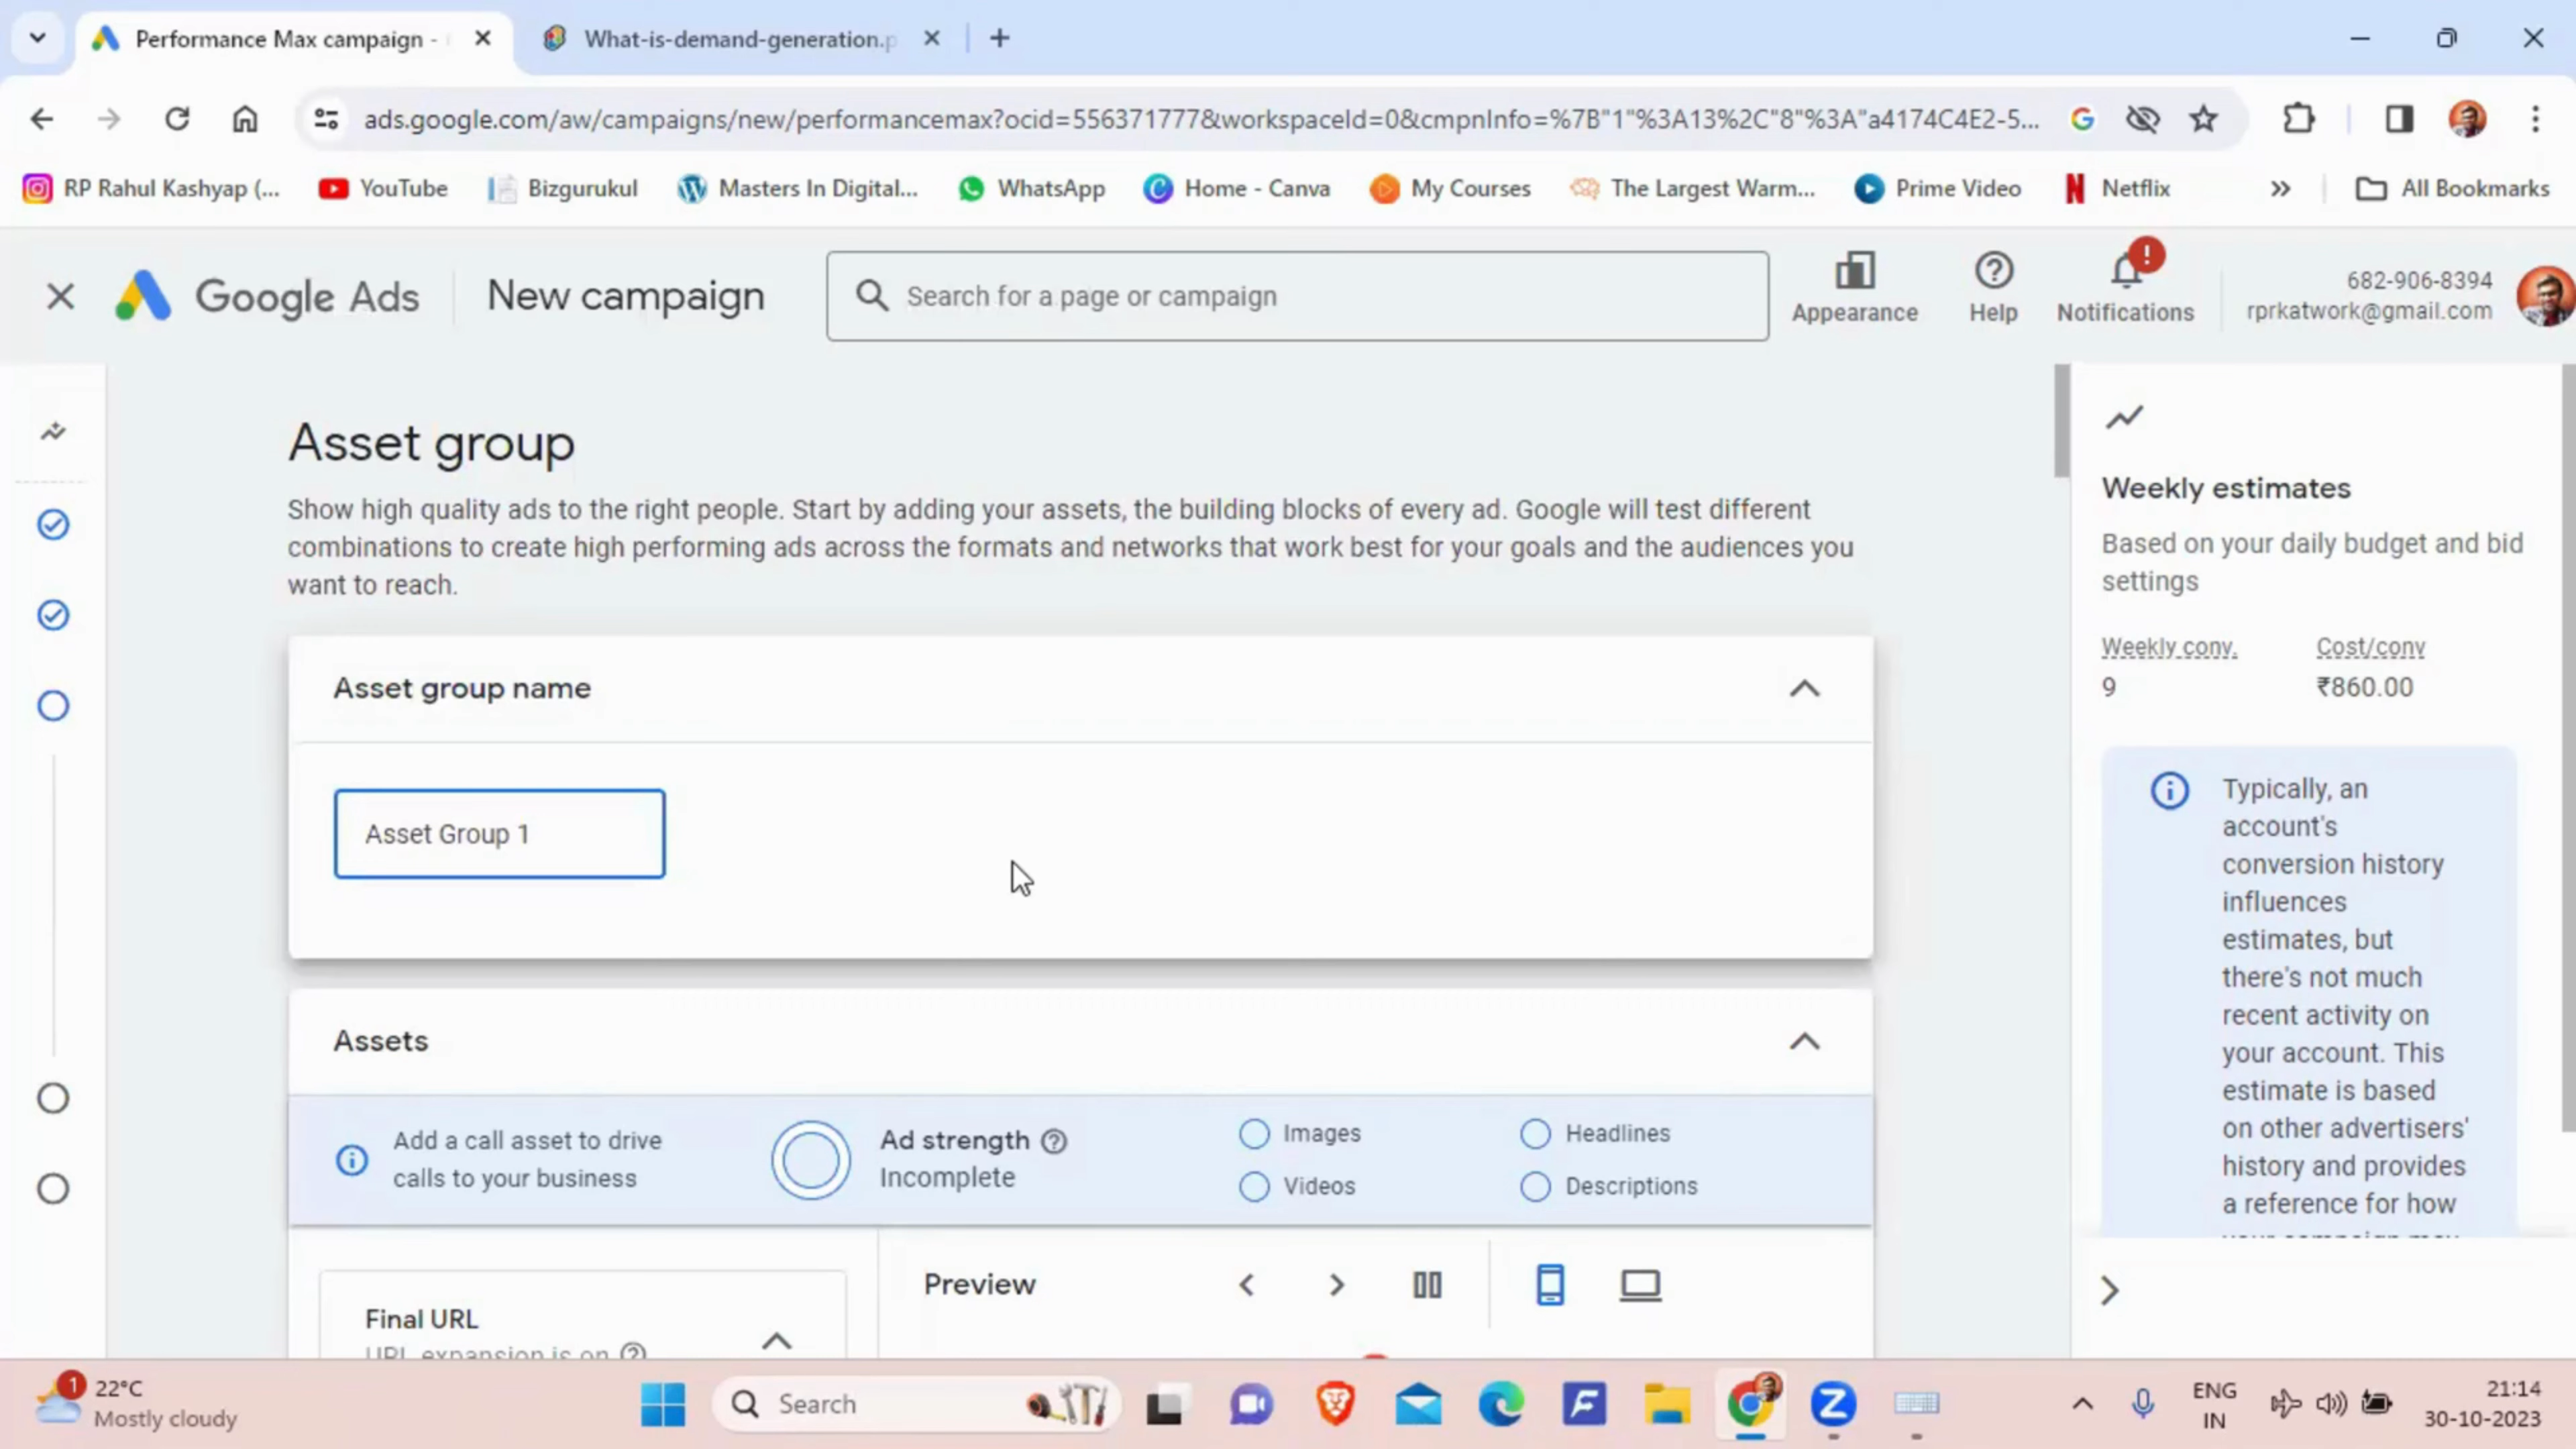 Performance Max campaign -
What-is-demand-generation.p
ads.google.com/aw/campaigns/new/performancemax?ocid=556371777&workspaceId=0&cmpnInfo=%7B"1"%3A13%2C"8"%3A"a4174C4E2-5...
RP Rahul Kashyap (...
YouTube
Bizgurukul
Masters In Digital...
WhatsApp
Home - Canva
My Courses
The Largest Warm...
Prime Video
Netflix
All Bookmarks
Google Ads
New campaign
Search for a page or campaign
Appearance
Help
Notifications
682-906-8394
rprkatwork@gmail.com
Asset group
Show high quality ads to the right people. Start by adding your assets, the building blocks of every ad. Google will test different
combinations to create high performing ads across the formats and networks that work best for your goals and the audiences you
want to reach.
Asset group name
Asset Group 1
Assets
Add a call asset to drive
calls to your business
Ad strength
Incomplete
Images
Videos
Headlines
Descriptions
Final URL
URL expansion is on
Preview
Weekly estimates
Based on your daily budget and bid
settings
Weekly conv.
9
Cost/conv
₹860.00
Typically, an
account's
conversion history
influences
estimates, but
there's not much
recent activity on
your account. This
estimate is based
on other advertisers'
history and provides
a reference for how
1
22°C
Mostly cloudy
Search
ENG
IN
21:14
30-10-2023